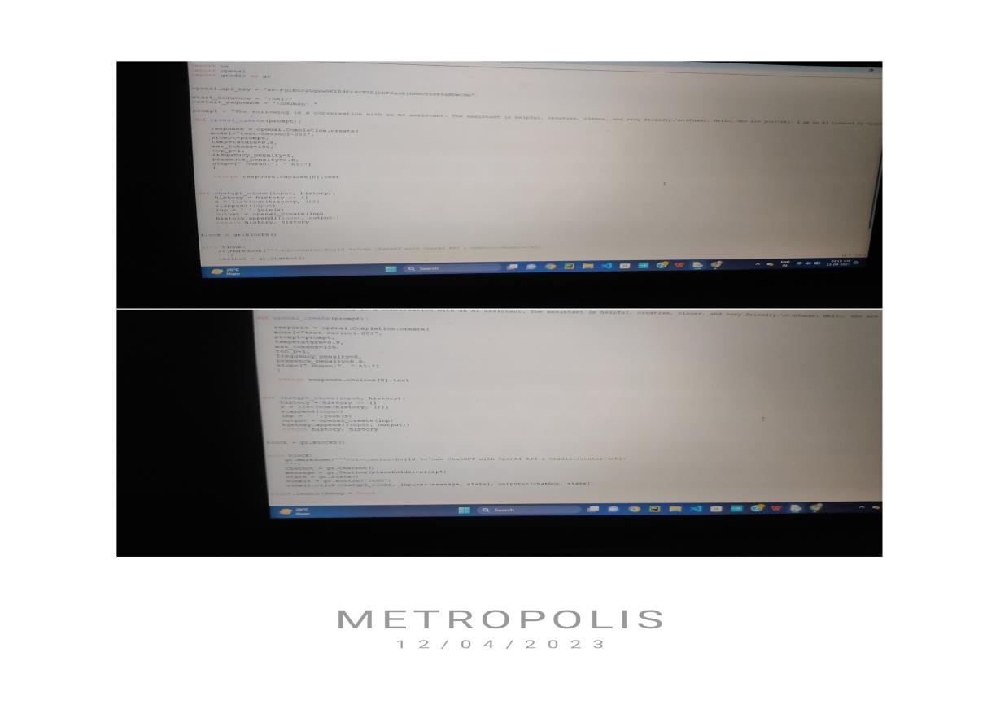 import os
import openai
import gradio as gr
openai.api_key =
start_sequence = "\nAI:"
restart_sequence = "\nHuman: "
prompt = "The following is a conversation with an AI assistant. The assistant is helpful, creative, clever, and very friendly.\n\nHuman: Hello, who are you?\nAI: I am an AI created by OpenA
def openai_create(prompt):
response = openai.Completion.create(
model="text-davinci-003",
prompt=prompt,
temperature=0.9,
max_tokens=150,
top_p=1,
frequency_penalty=0,
presence_penalty=0.6,
stop=[" Human:", " AI:"]
)
return response.choices[0].text
def chatgpt_clone(input, history):
history = history or []
s = list(sum(history, ()))
s.append(input)
inp = ' '.join(s)
output = openai_create(inp)
history.append((input, output))
return history, history
block = gr.Blocks()
with block:
gr.Markdown("""<h1><center>Build Yo'own ChatGPT with OpenAI API & Gradio</center></h1>
""")
chatbot = gr.Chatbot()
26°C
Haze
Search
ENG
IN
02:10 AM
a conversation with an AI assistant. The assistant is helpful, creative, clever, and very friendly.\n\nHuman: Hello, who are
def openai_create(prompt):
response = openai.Completion.create(
model="text-davinci-003",
prompt=prompt,
temperature=0.9,
max_tokens=150,
top_p=1,
frequency_penalty=0,
presence_penalty=0.6,
stop=[" Human:", " AI:"]
)
return response.choices[0].text
def chatgpt_clone(input, history):
history = history or []
s = list(sum(history, ()))
s.append(input)
inp = ' '.join(s)
output = openai_create(inp)
history.append((input, output))
return history, history
block = gr.Blocks()
with block:
gr.Markdown("""<h1><center>Build Yo'own ChatGPT with OpenAI API & Gradio</center></h1>
""")
chatbot = gr.Chatbot()
message = gr.Textbox(placeholder=prompt)
state = gr.State()
submit = gr.Button("SEND")
submit.click(chatgpt_clone, inputs=[message, state], outputs=[chatbot, state])
block.launch(debug = True)
26°C
Haze
Search
METROPOLIS
12/04/2023